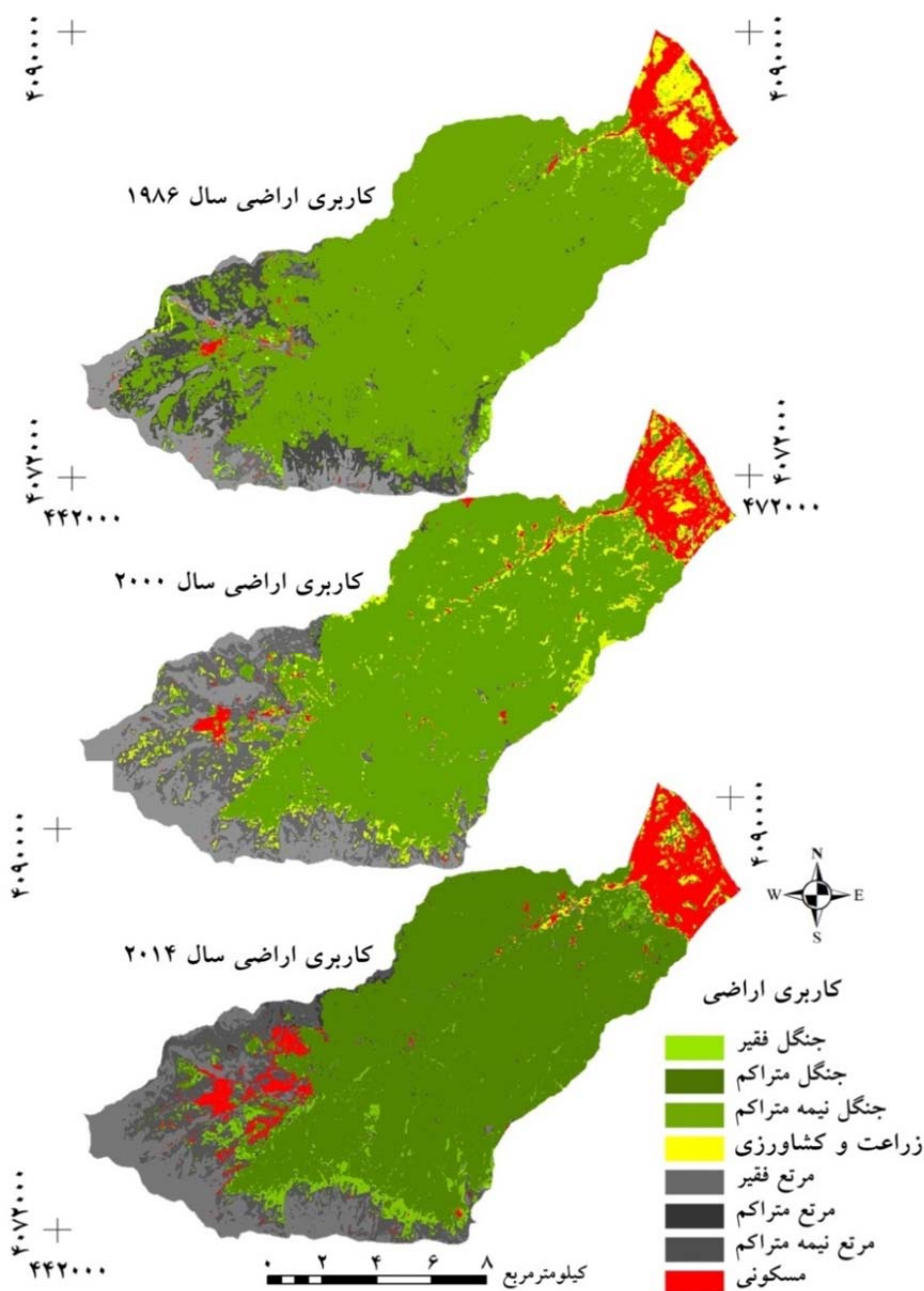 ۴۰۹۰۰۰۰
۴۰۹۰۰۰۰
کاربری اراضی سال ۱۹۸۶
۴۰۷۲۰۰۰
۴۰۷۲۰۰۰
۴۴۲۰۰۰
۴۷۲۰۰۰
کاربری اراضی سال ۲۰۰۰
۴۰۹۰۰۰۰
۴۰۹۰۰۰۰
N
W E
S
کاربری اراضی سال ۲۰۱۴
کاربری اراضی
جنگل فقیر
جنگل متراکم
جنگل نیمه متراکم
زراعت و کشاورزی
مرتع فقیر
مرتع متراکم
مرتع نیمه متراکم
مسکونی
۴۰۷۲۰۰۰
۴۴۲۰۰۰
۰ ۲ ۴ ۶ ۸
کیلومترمربع